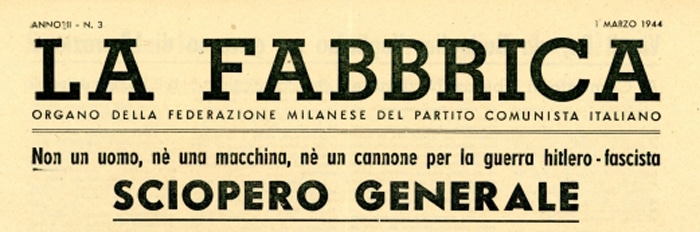 ANNO II - N. 3
1 MARZO 1944
LA FABBRICA
ORGANO DELLA FEDERAZIONE MILANESE DEL PARTITO COMUNISTA ITALIANO
Non un uomo, nè una macchina, nè un cannone per la guerra hitlero-fascista
SCIOPERO GENERALE